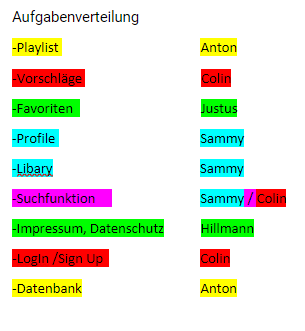 Aufgabenverteilung
-Playlist Anton
-Vorschläge Colin
-Favoriten Justus
-Profile Sammy
-Libary Sammy
-Suchfunktion Sammy / Colin
-Impressum, Datenschutz Hillmann
-Login /Sign Up Colin
-Datenbank Anton